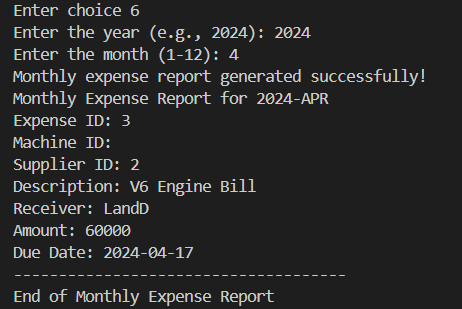 Enter choice 6
Enter the year (e.g., 2024): 2024
Enter the month (1-12): 4
Monthly expense report generated successfully!
Monthly Expense Report for 2024-APR
Expense ID: 3
Machine ID:
Supplier ID: 2
Description: V6 Engine Bill
Receiver: LandD
Amount: 60000
Due Date: 2024-04-17
-------------------------------------
End of Monthly Expense Report